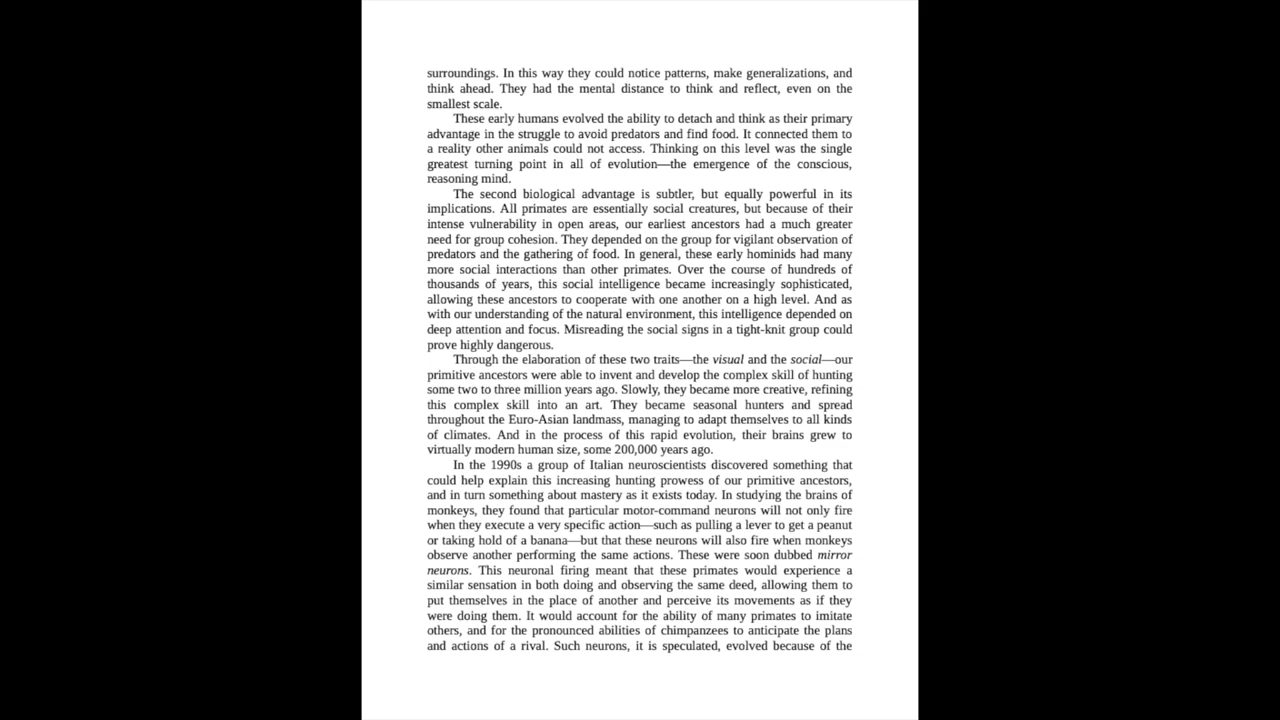 surroundings. In this way they could notice patterns, make generalizations, and
think ahead. They had the mental distance to think and reflect, even on the
smallest scale.
These early humans evolved the ability to detach and think as their primary
advantage in the struggle to avoid predators and find food. It connected them to
a reality other animals could not access. Thinking on this level was the single
greatest turning point in all of evolution—the emergence of the conscious,
reasoning mind.
The second biological advantage is subtler, but equally powerful in its
implications. All primates are essentially social creatures, but because of their
intense vulnerability in open areas, our earliest ancestors had a much greater
need for group cohesion. They depended on the group for vigilant observation of
predators and the gathering of food. In general, these early hominids had many
more social interactions than other primates. Over the course of hundreds of
thousands of years, this social intelligence became increasingly sophisticated,
allowing these ancestors to cooperate with one another on a high level. And as
with our understanding of the natural environment, this intelligence depended on
deep attention and focus. Misreading the social signs in a tight-knit group could
prove highly dangerous.
Through the elaboration of these two traits—the visual and the social—our
primitive ancestors were able to invent and develop the complex skill of hunting
some two to three million years ago. Slowly, they became more creative, refining
this complex skill into an art. They became seasonal hunters and spread
throughout the Euro-Asian landmass, managing to adapt themselves to all kinds
of climates. And in the process of this rapid evolution, their brains grew to
virtually modern human size, some 200,000 years ago.
In the 1990s a group of Italian neuroscientists discovered something that
could help explain this increasing hunting prowess of our primitive ancestors,
and in turn something about mastery as it exists today. In studying the brains of
monkeys, they found that particular motor-command neurons will not only fire
when they execute a very specific action—such as pulling a lever to get a peanut
or taking hold of a banana—but that these neurons will also fire when monkeys
observe another performing the same actions. These were soon dubbed mirror
neurons. This neuronal firing meant that these primates would experience a
similar sensation in both doing and observing the same deed, allowing them to
put themselves in the place of another and perceive its movements as if they
were doing them. It would account for the ability of many primates to imitate
others, and for the pronounced abilities of chimpanzees to anticipate the plans
and actions of a rival. Such neurons, it is speculated, evolved because of the